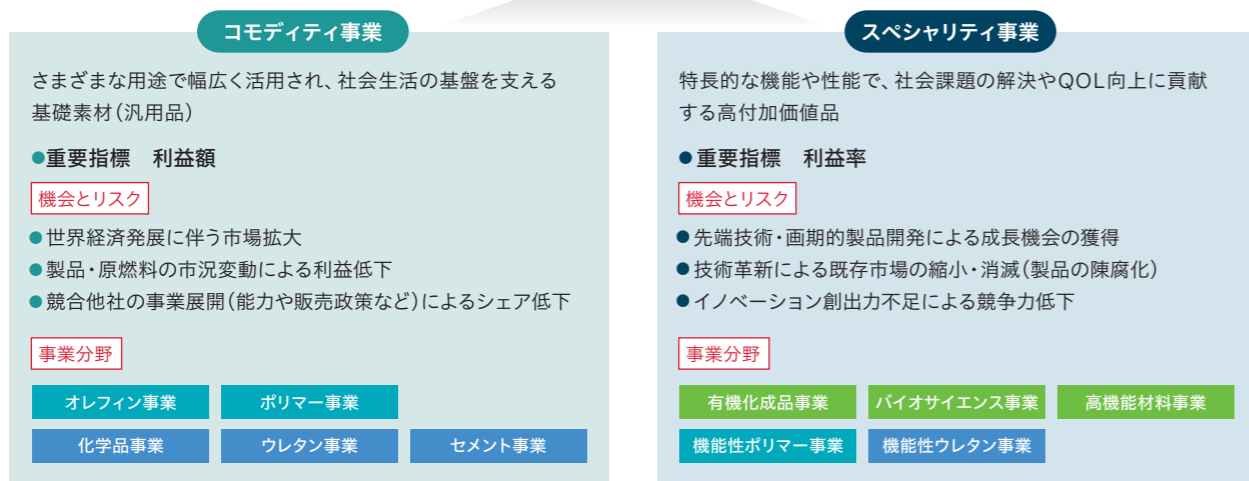 コモディティ事業
さまざまな用途で幅広く活用され、社会生活の基盤を支える
基礎素材(汎用品)
●重要指標　利益額
機会とリスク
●世界経済発展に伴う市場拡大
●製品・原燃料の市況変動による利益低下
●競合他社の事業展開(能力や販売政策など)によるシェア低下
事業分野
オレフィン事業　ポリマー事業
化学品事業　ウレタン事業　セメント事業
スペシャリティ事業
特長的な機能や性能で、社会課題の解決やQOL向上に貢献
する高付加価値品
●重要指標　利益率
機会とリスク
●先端技術・画期的製品開発による成長機会の獲得
●技術革新による既存市場の縮小・消滅(製品の陳腐化)
●イノベーション創出力不足による競争力低下
事業分野
有機化成品事業　バイオサイエンス事業　高機能材料事業
機能性ポリマー事業　機能性ウレタン事業